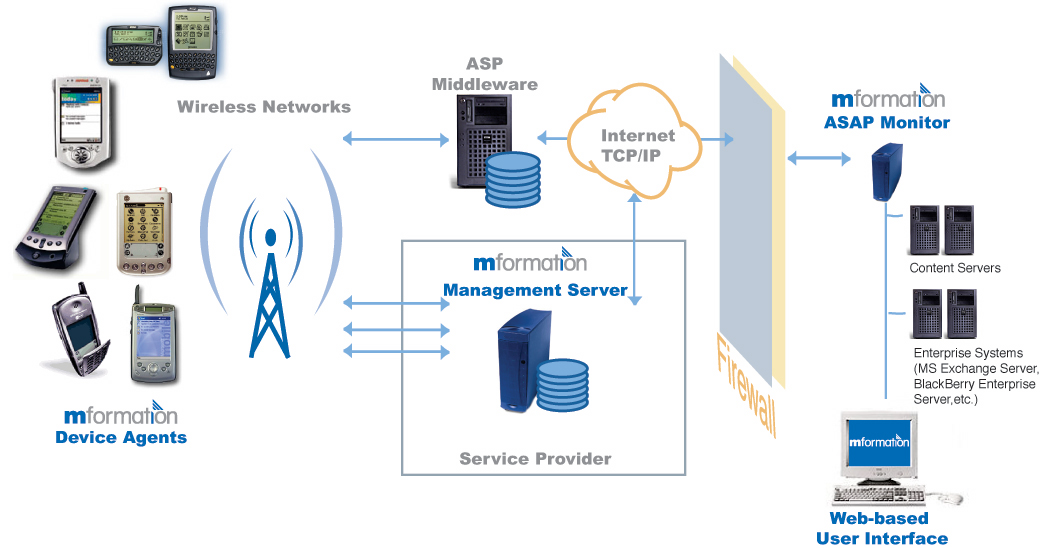 Wireless Networks
ASP
Middleware
Internet
TCP/IP
mformation
ASAP Monitor
mformation
Management Server
Content Servers
Enterprise Systems
(MS Exchange Server,
BlackBerry Enterprise
Server,etc.)
Firewall
mformation
Device Agents
Service Provider
mformation
Web-based
User Interface